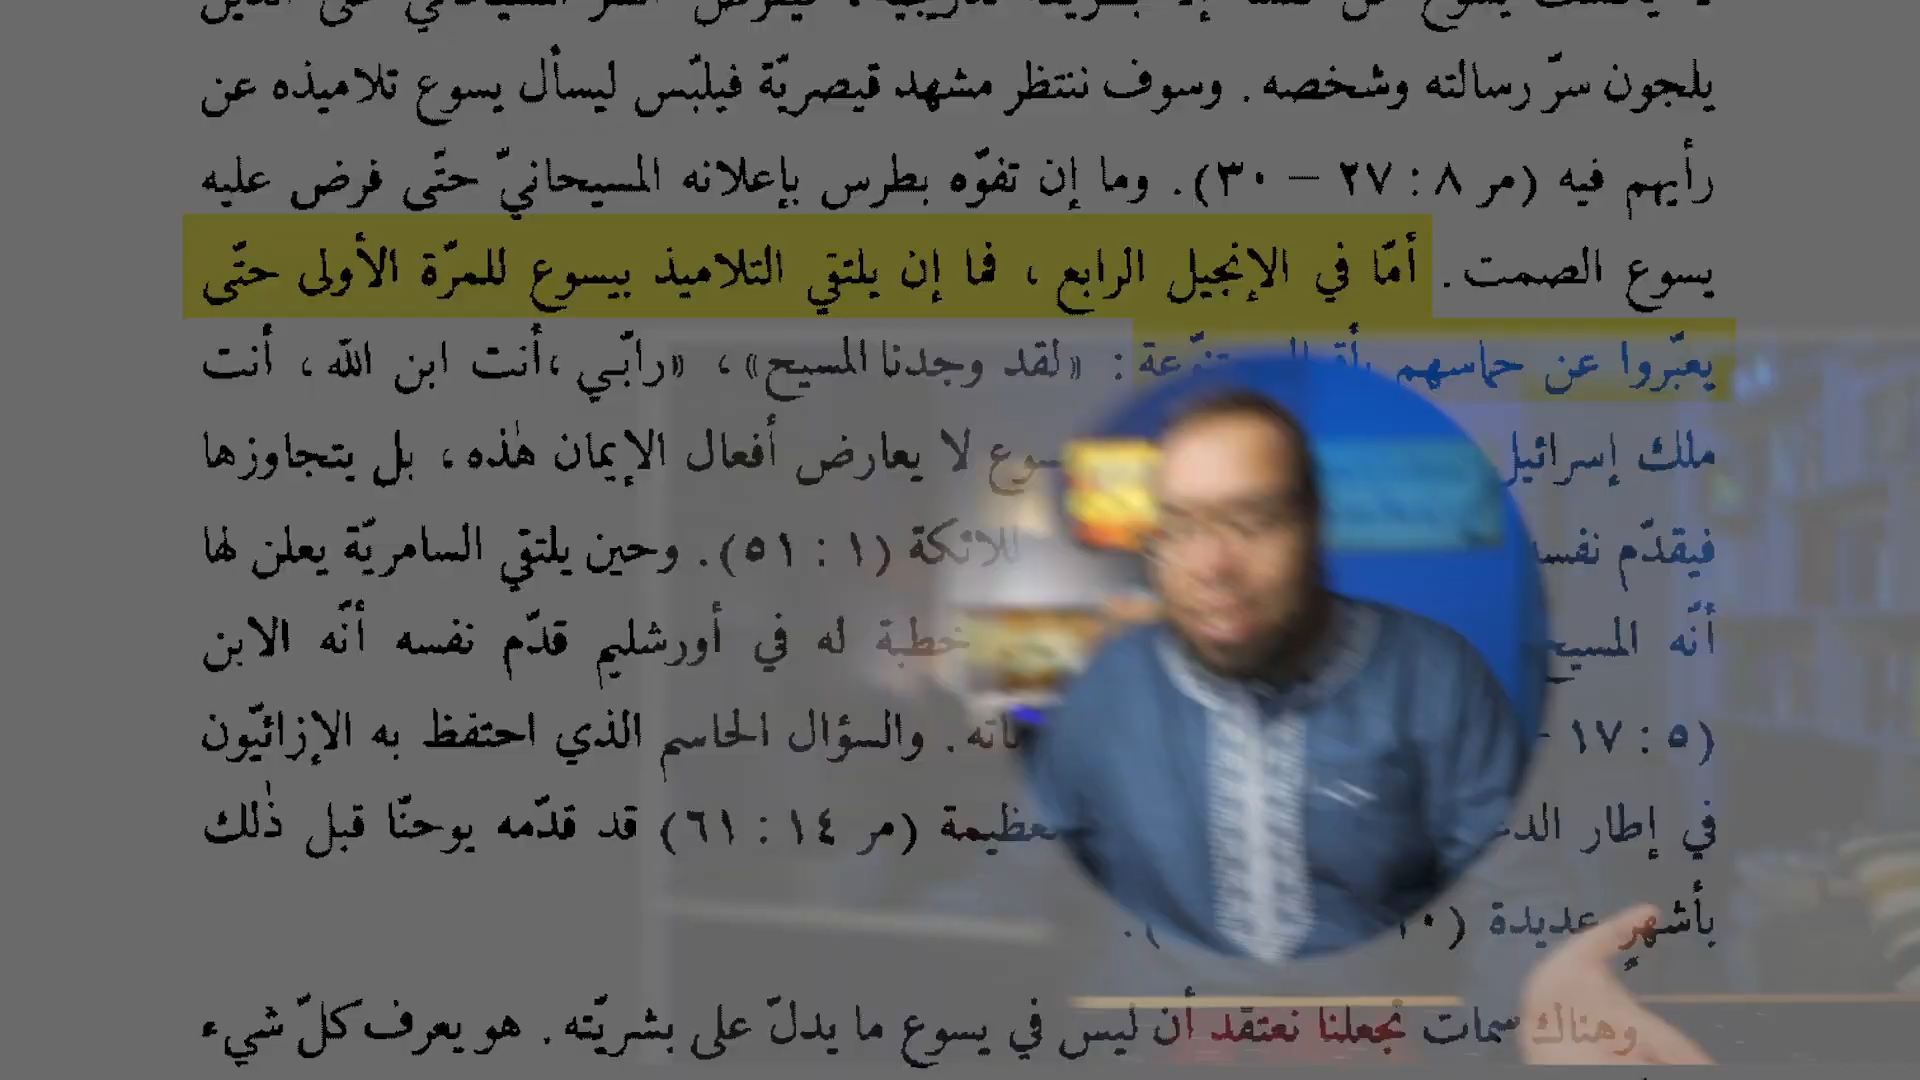 يلجون سرّ رسالته وشخصه. وسوف ننتظر مشهد قيصريّة فيلبّس ليسأل يسوع تلاميذه عن
رأيهم فيه (مر ٨ : ٢٧ – ٣٠). وما إن تفوّه بطرس بإعلانه المسيحانيّ حتّى فرض عليه
يسوع الصمت. أمّا في الإنجيل الرابع، فما إن يلتقي التلاميذ بيسوع للمرّة الأولى حتّى
يعبّروا عن حماسهم : «لقد وجدنا المسيح»، «رابّي، أنت ابن اللّه، أنت
ملك إسرائيل لا يعارض أفعال الإيمان هٰذه، بل يتجاوزها
فيقدّم (١ : ٥١). وحين يلتقي السامريّة يعلن لها
أنّه خطبة له في أورشليم قدّم نفسه أنّه الابن
(٥ : ١٧ والسؤال الحاسم الذي احتفظ به الإزائيّون
في إطار (مر ١٤ : ٦١) قد قدّمه يوحنّا قبل ذٰلك
بأشهرٍ عديدة
وهناك سمات تجعلنا نعتقد أن ليس في يسوع ما يدلّ على بشريّته. هو يعرف كلّ شيء